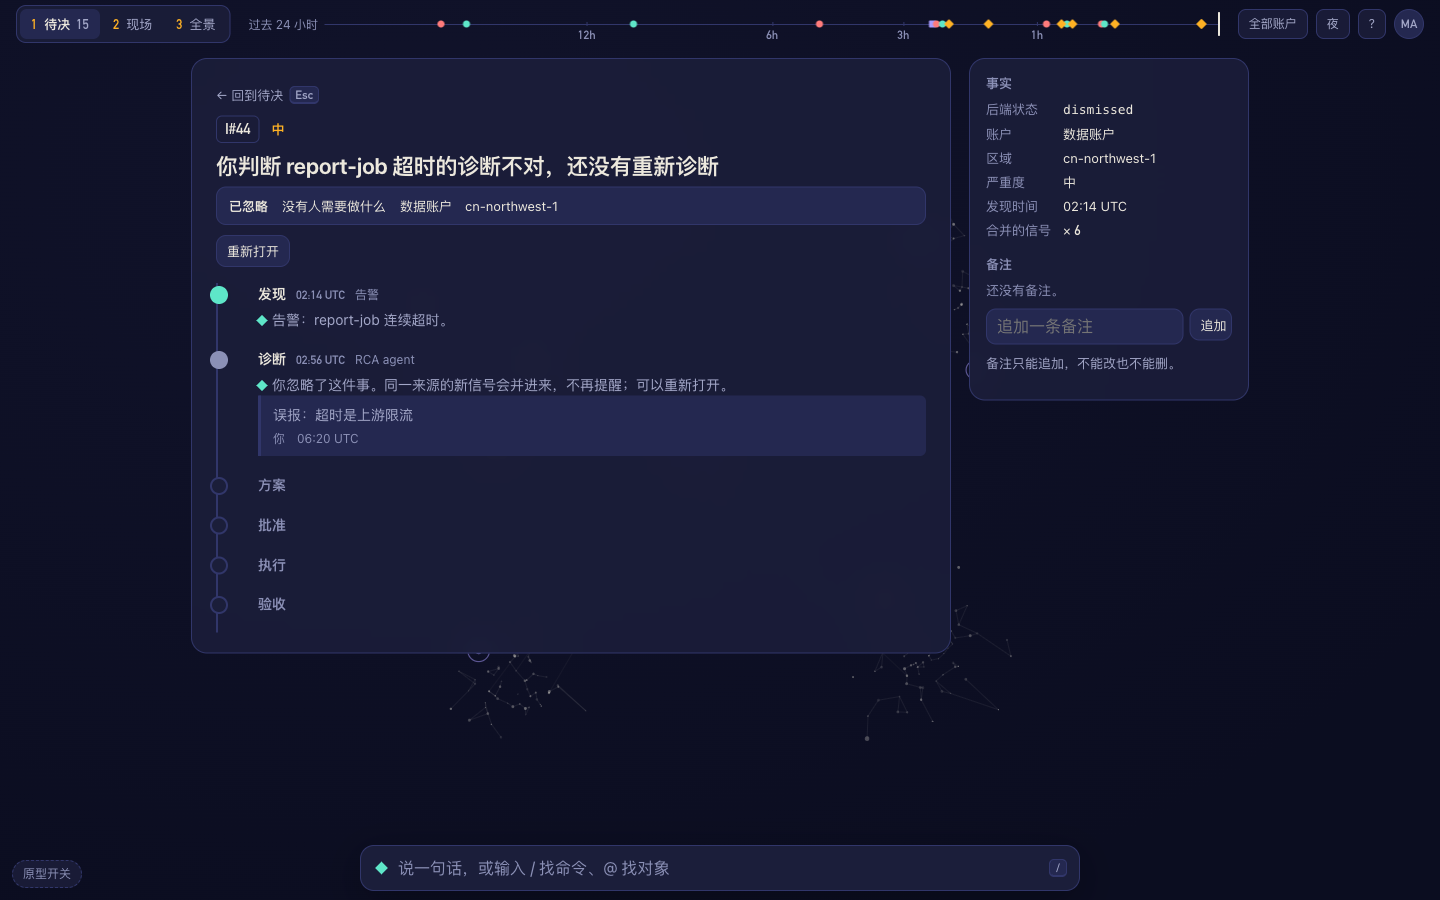 1 待决 15 2 现场 3 全景
过去 24 小时
12h 6h 3h 1h
全部账户 夜 ? MA
← 回到待决 Esc
I#44 中
你判断 report-job 超时的诊断不对，还没有重新诊断
已忽略 没有人需要做什么 数据账户 cn-northwest-1
重新打开
发现 02:14 UTC 告警
告警：report-job 连续超时。
诊断 02:56 UTC RCA agent
你忽略了这件事。同一来源的新信号会并进来，不再提醒；可以重新打开。
误报：超时是上游限流
你 06:20 UTC
方案
批准
执行
验收
事实
后端状态 dismissed
账户 数据账户
区域 cn-northwest-1
严重度 中
发现时间 02:14 UTC
合并的信号 × 6
备注
还没有备注。
追加一条备注 追加
备注只能追加，不能改也不能删。
原型开关
说一句话，或输入 / 找命令、@ 找对象 /